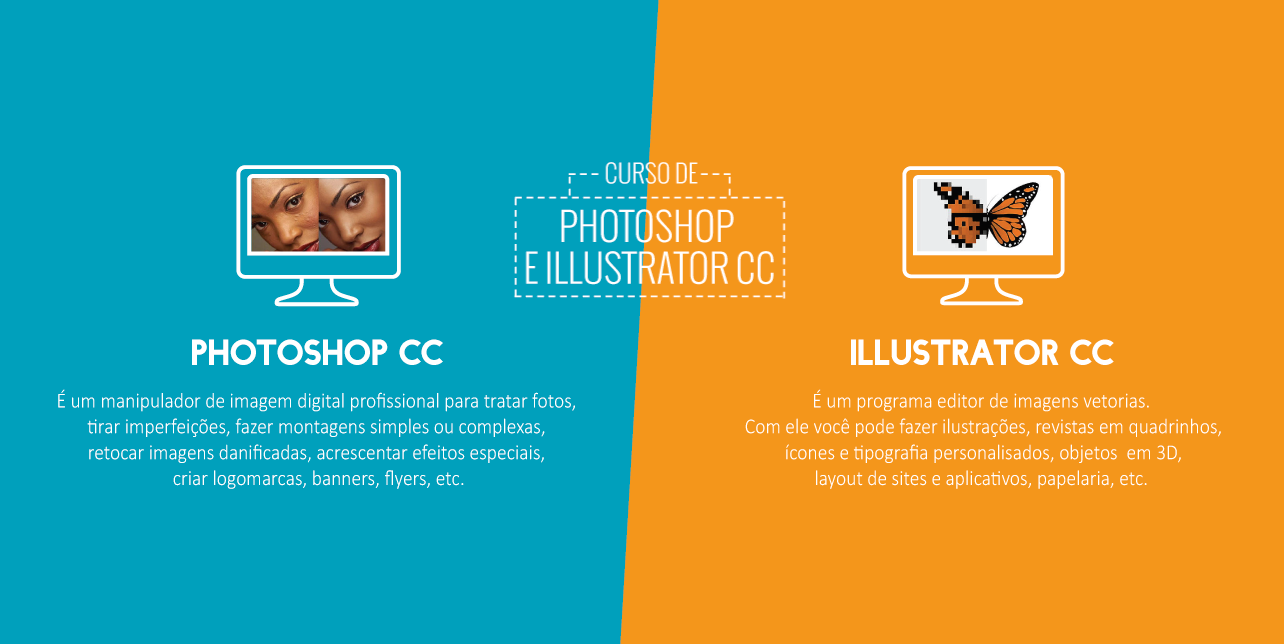 CURSO DE
PHOTOSHOP
E ILLUSTRATOR CC
PHOTOSHOP CC
É um manipulador de imagem digital profissional para tratar fotos,
tirar imperfeições, fazer montagens simples ou complexas,
retocar imagens danificadas, acrescentar efeitos especiais,
criar logomarcas, banners, flyers, etc.
ILLUSTRATOR CC
É um programa editor de imagens vetorias.
Com ele você pode fazer ilustrações, revistas em quadrinhos,
ícones e tipografia personalisados, objetos em 3D,
layout de sites e aplicativos, papelaria, etc.